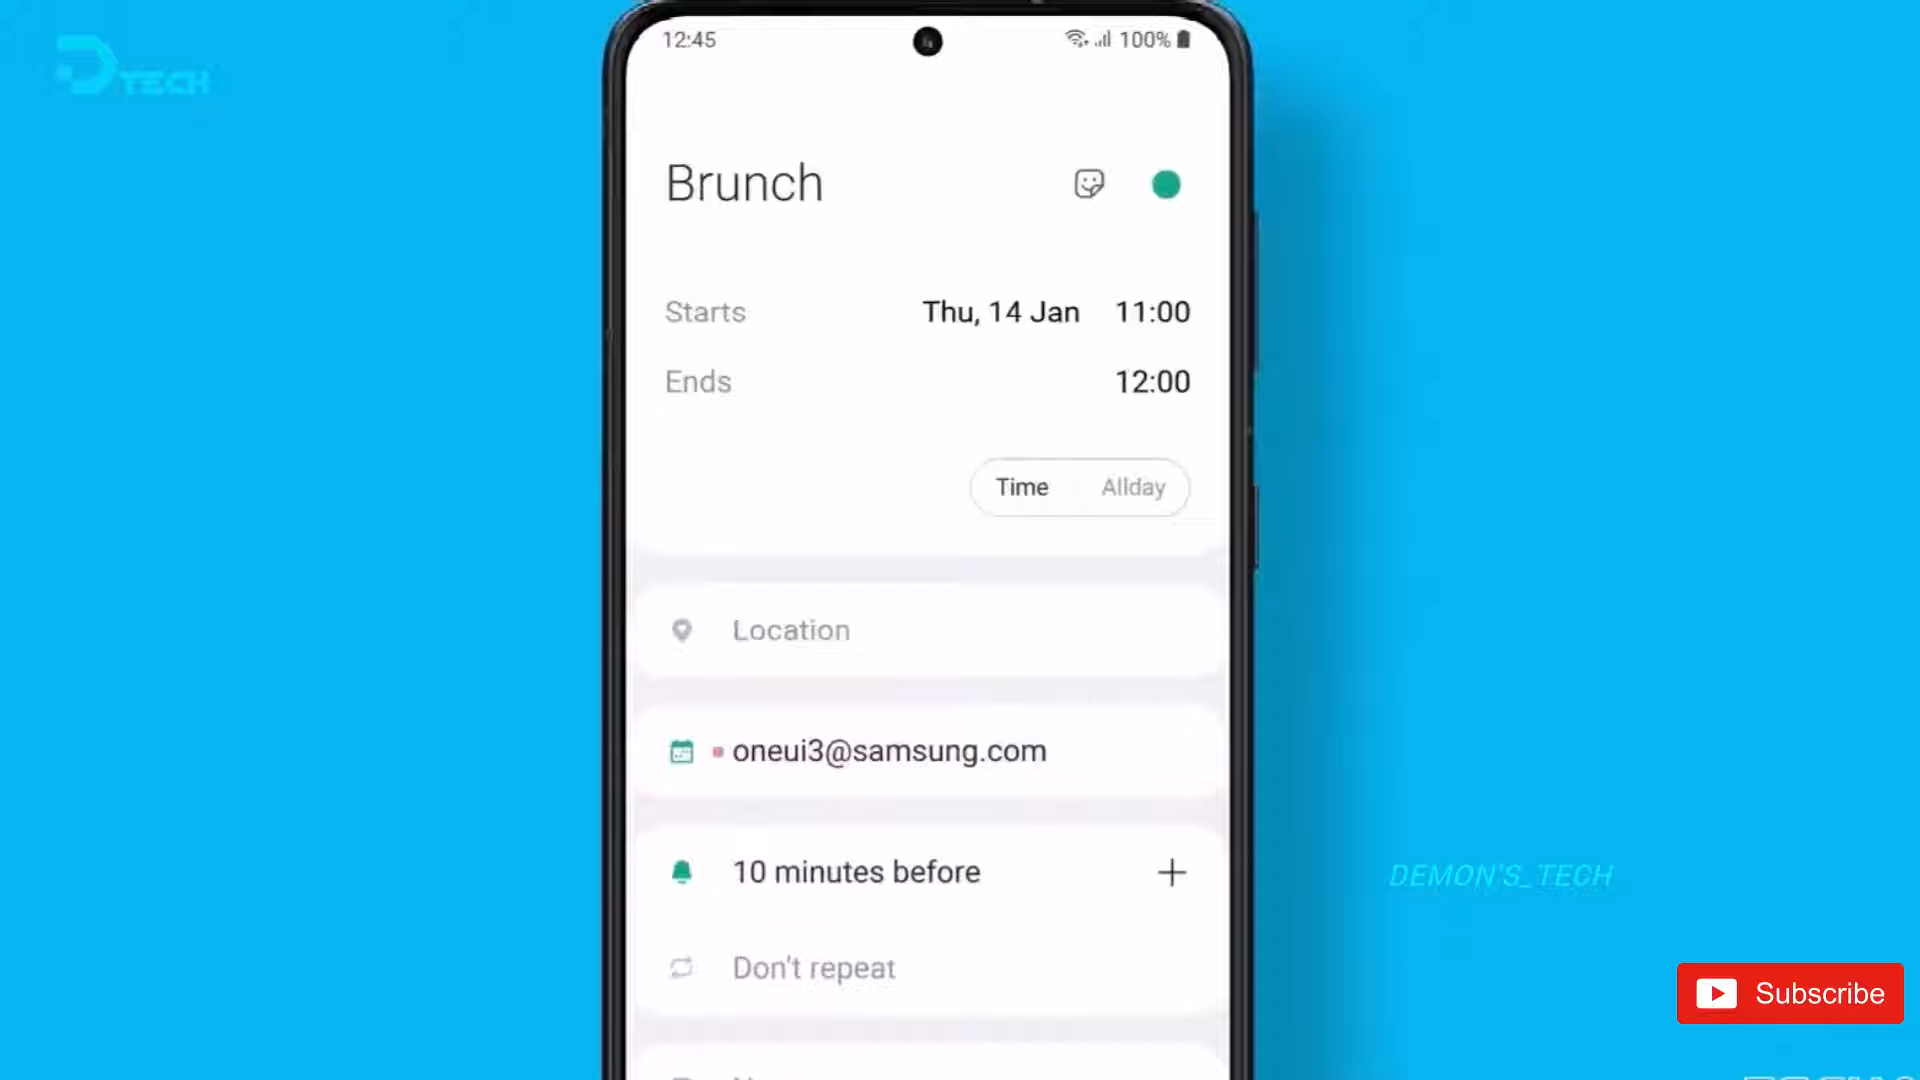 TECH
12:45
100%
Brunch
Starts Thu, 14 Jan 11:00
Ends 12:00
Time Allday
Location
oneui3@samsung.com
10 minutes before
Don't repeat
DEMON'S_TECH
Subscribe